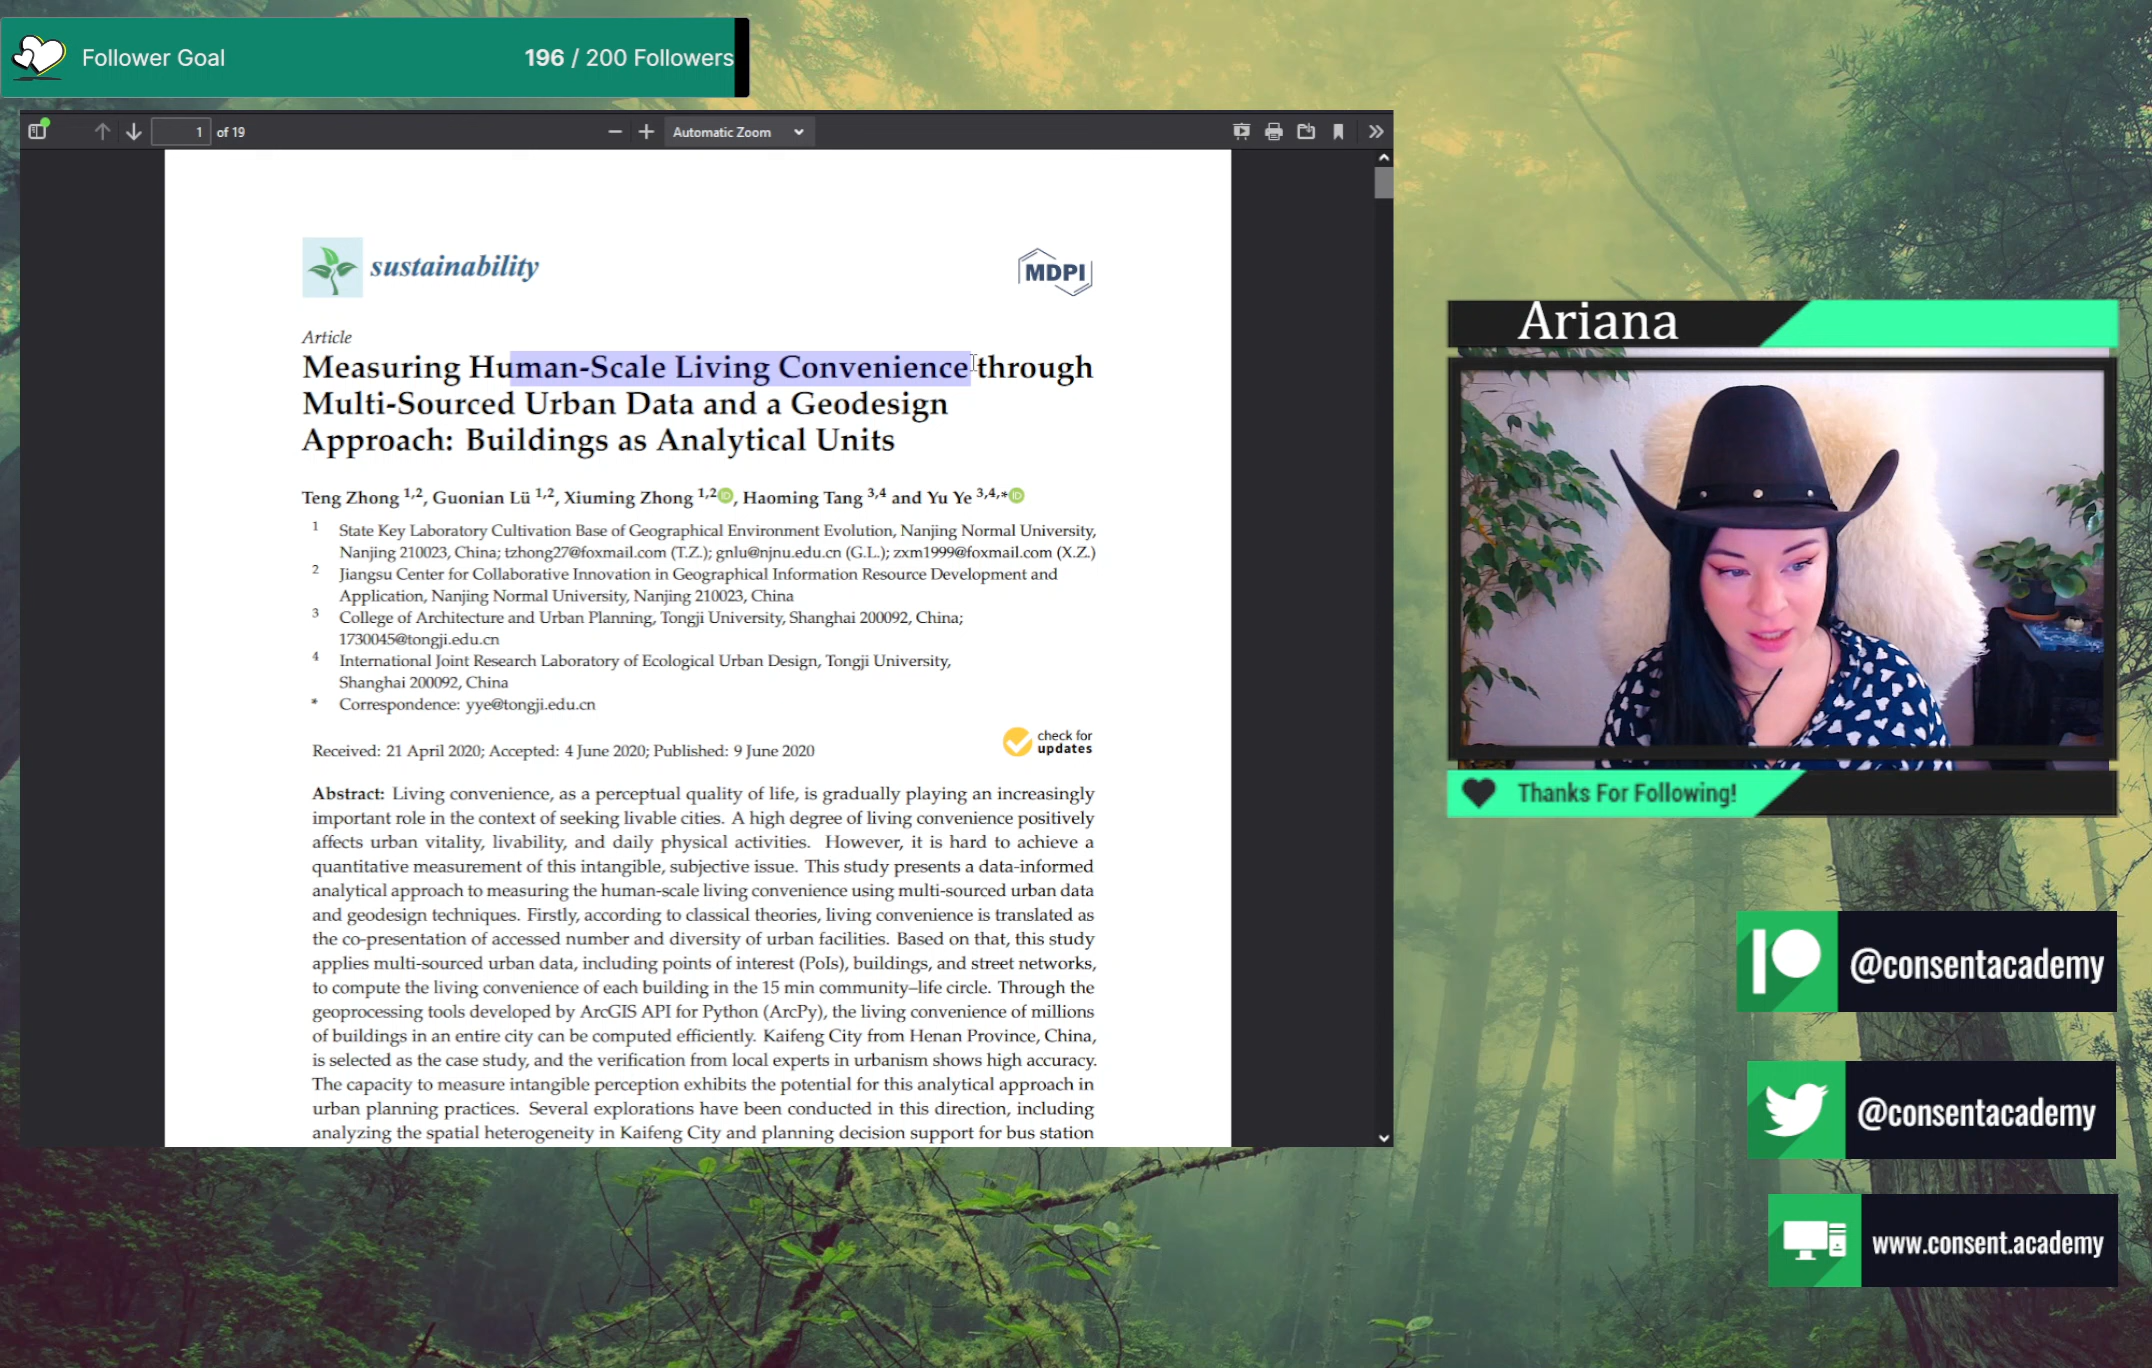 Follower Goal 196 / 200 Followers
1 of 19 Automatic Zoom
sustainability
MDPI
Article
Measuring Human-Scale Living Convenience through
Multi-Sourced Urban Data and a Geodesign
Approach: Buildings as Analytical Units
Teng Zhong 1,2, Guonian Lü 1,2, Xiuming Zhong 1,2 iD, Haoming Tang 3,4 and Yu Ye 3,4,* iD
1 State Key Laboratory Cultivation Base of Geographical Environment Evolution, Nanjing Normal University,
Nanjing 210023, China; tzhong27@foxmail.com (T.Z.); gnlu@njnu.edu.cn (G.L.); zxm1999@foxmail.com (X.Z.)
2 Jiangsu Center for Collaborative Innovation in Geographical Information Resource Development and
Application, Nanjing Normal University, Nanjing 210023, China
3 College of Architecture and Urban Planning, Tongji University, Shanghai 200092, China;
1730045@tongji.edu.cn
4 International Joint Research Laboratory of Ecological Urban Design, Tongji University,
Shanghai 200092, China
* Correspondence: yye@tongji.edu.cn
Received: 21 April 2020; Accepted: 4 June 2020; Published: 9 June 2020
check for
updates
Abstract: Living convenience, as a perceptual quality of life, is gradually playing an increasingly
important role in the context of seeking livable cities. A high degree of living convenience positively
affects urban vitality, livability, and daily physical activities. However, it is hard to achieve a
quantitative measurement of this intangible, subjective issue. This study presents a data-informed
analytical approach to measuring the human-scale living convenience using multi-sourced urban data
and geodesign techniques. Firstly, according to classical theories, living convenience is translated as
the co-presentation of accessed number and diversity of urban facilities. Based on that, this study
applies multi-sourced urban data, including points of interest (PoIs), buildings, and street networks,
to compute the living convenience of each building in the 15 min community–life circle. Through the
geoprocessing tools developed by ArcGIS API for Python (ArcPy), the living convenience of millions
of buildings in an entire city can be computed efficiently. Kaifeng City from Henan Province, China,
is selected as the case study, and the verification from local experts in urbanism shows high accuracy.
The capacity to measure intangible perception exhibits the potential for this analytical approach in
urban planning practices. Several explorations have been conducted in this direction, including
analyzing the spatial heterogeneity in Kaifeng City and planning decision support for bus station
Ariana
Thanks For Following!
@consentacademy
@consentacademy
www.consent.academy